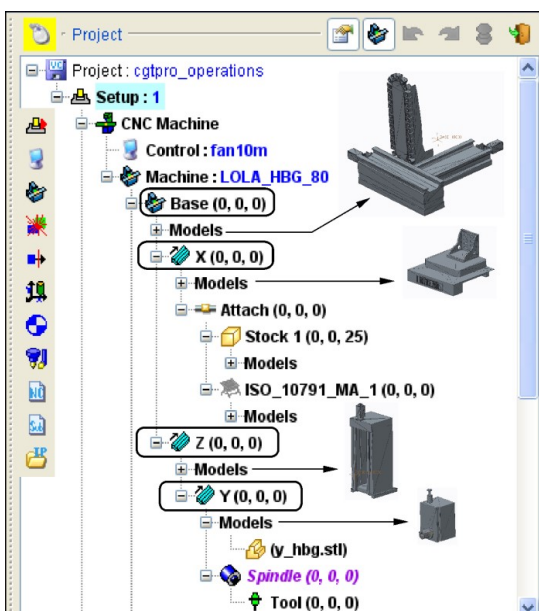 Project
Project : cgtpro_operations
Setup : 1
CNC Machine
Control : fan10m
Machine : LOLA_HBG_80
Base (0, 0, 0)
Models
X (0, 0, 0)
Models
Attach (0, 0, 0)
Stock 1 (0, 0, 25)
Models
ISO_10791_MA_1 (0, 0, 0)
Models
Z (0, 0, 0)
Models
Y (0, 0, 0)
Models
(y_hbg.stl)
Spindle (0, 0, 0)
Tool (0, 0, 0)